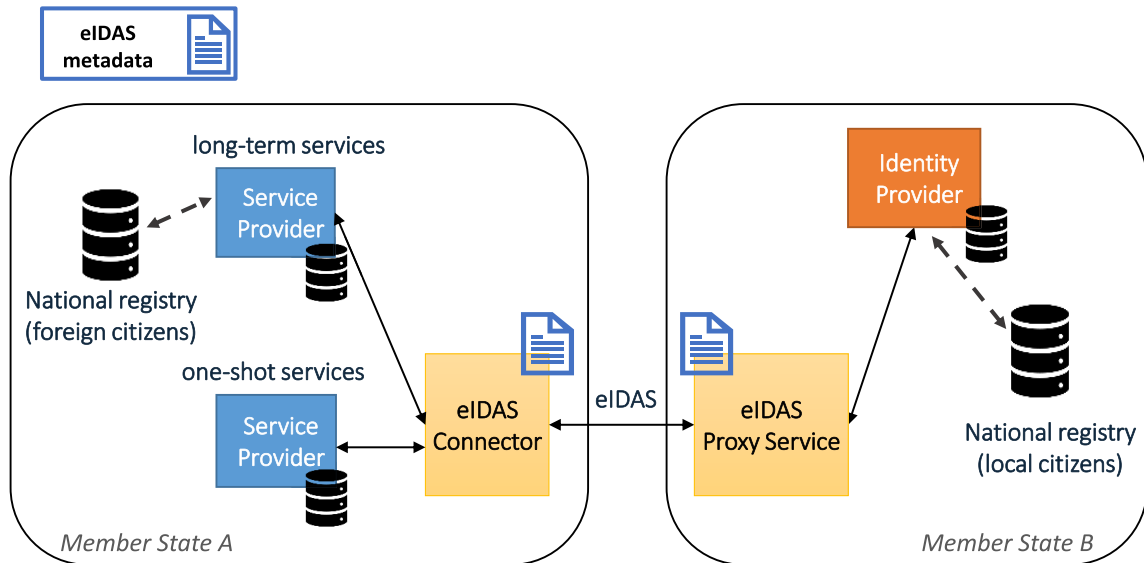 eIDAS
metadata
long-term services
Service
Provider
National registry
(foreign citizens)
one-shot services
Service
Provider
eIDAS
Connector
Member State A
eIDAS
eIDAS
Proxy Service
Identity
Provider
National registry
(local citizens)
Member State B